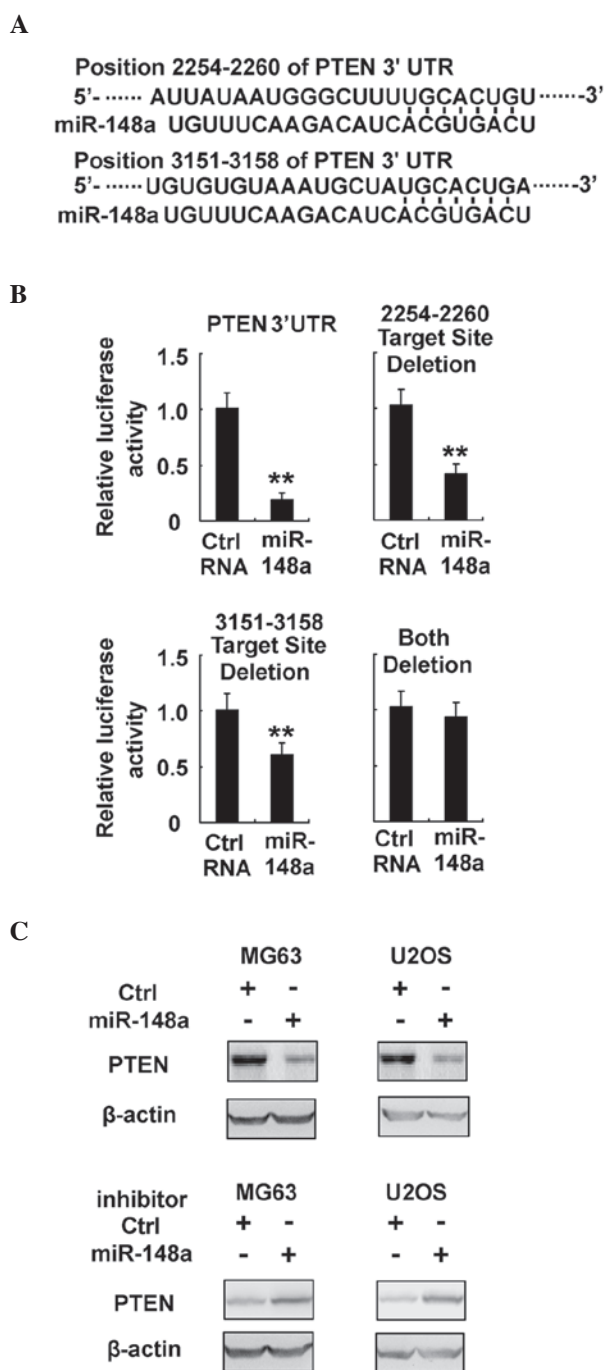 A
Position 2254-2260 of PTEN 3' UTR
5'- ······ AUUAUAAUGGGCUUUUGCACUGU ······-3'
miR-148a UGUUUCAAGACAUCACGUGACU
Position 3151-3158 of PTEN 3' UTR
5'- ······UGUGUGUAAAUGCUAUGCACUGA ······-3'
miR-148a UGUUUCAAGACAUCACGUGACU
B
PTEN 3'UTR
Relative luciferase activity
1.5
1.0
0.5
0
**
Ctrl RNA
miR-148a
2254-2260
Target Site
Deletion
**
Ctrl RNA
miR-148a
3151-3158
Target Site
Deletion
Relative luciferase activity
1.5
1.0
0.5
0
**
Ctrl RNA
miR-148a
Both
Deletion
Ctrl RNA
miR-148a
C
MG63 U2OS
Ctrl + - + -
miR-148a - + - +
PTEN
β-actin
MG63 U2OS
inhibitor
Ctrl + - + -
miR-148a - + - +
PTEN
β-actin